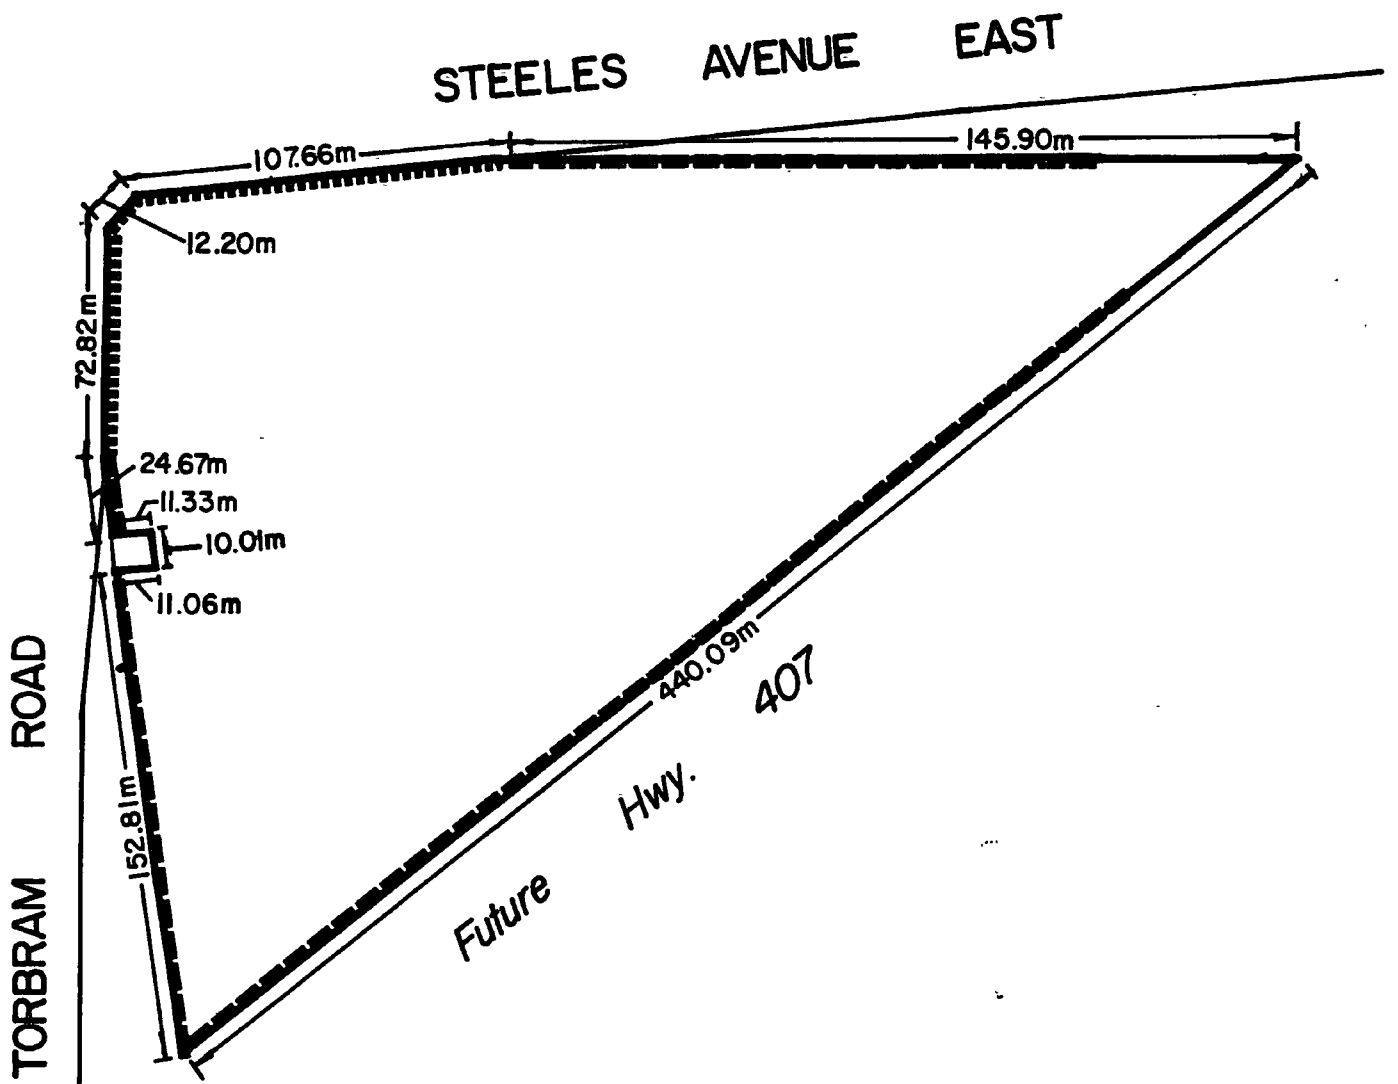 STEELES AVENUE EAST
107.66m
145.90m
12.20m
72.82m
24.67m
11.33m
10.01m
11.06m
152.81m
440.09m
Future Hwy. 407
TORBRAM ROAD